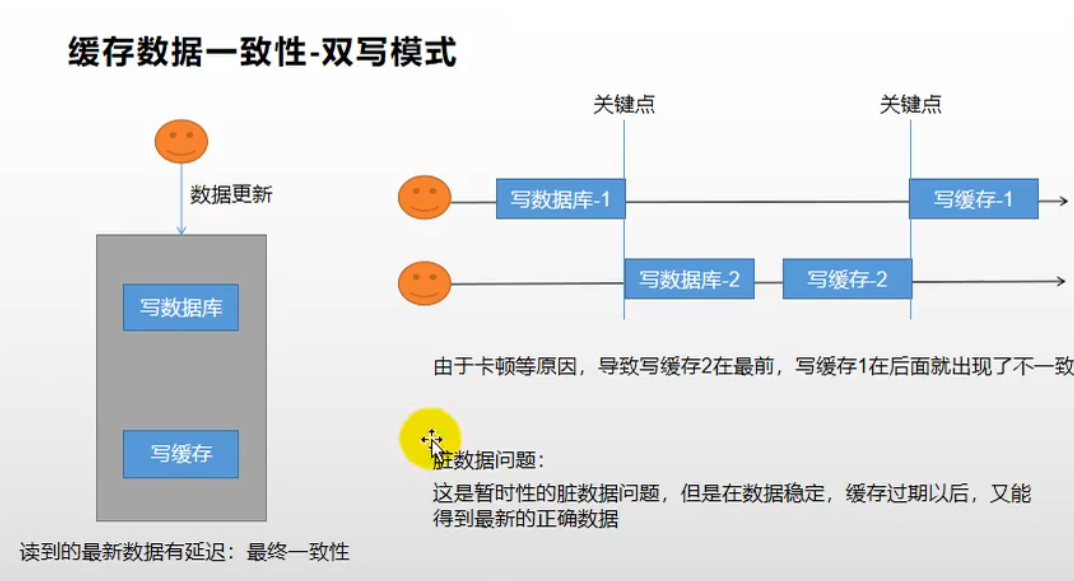 缓存数据一致性-双写模式
关键点
关键点
数据更新
写数据库-1
写缓存-1
写数据库-2
写缓存-2
写数据库
写缓存
由于卡顿等原因，导致写缓存2在最前，写缓存1在后面就出现了不一致
脏数据问题：
这是暂时性的脏数据问题，但是在数据稳定，缓存过期以后，又能
得到最新的正确数据
读到的最新数据有延迟：最终一致性